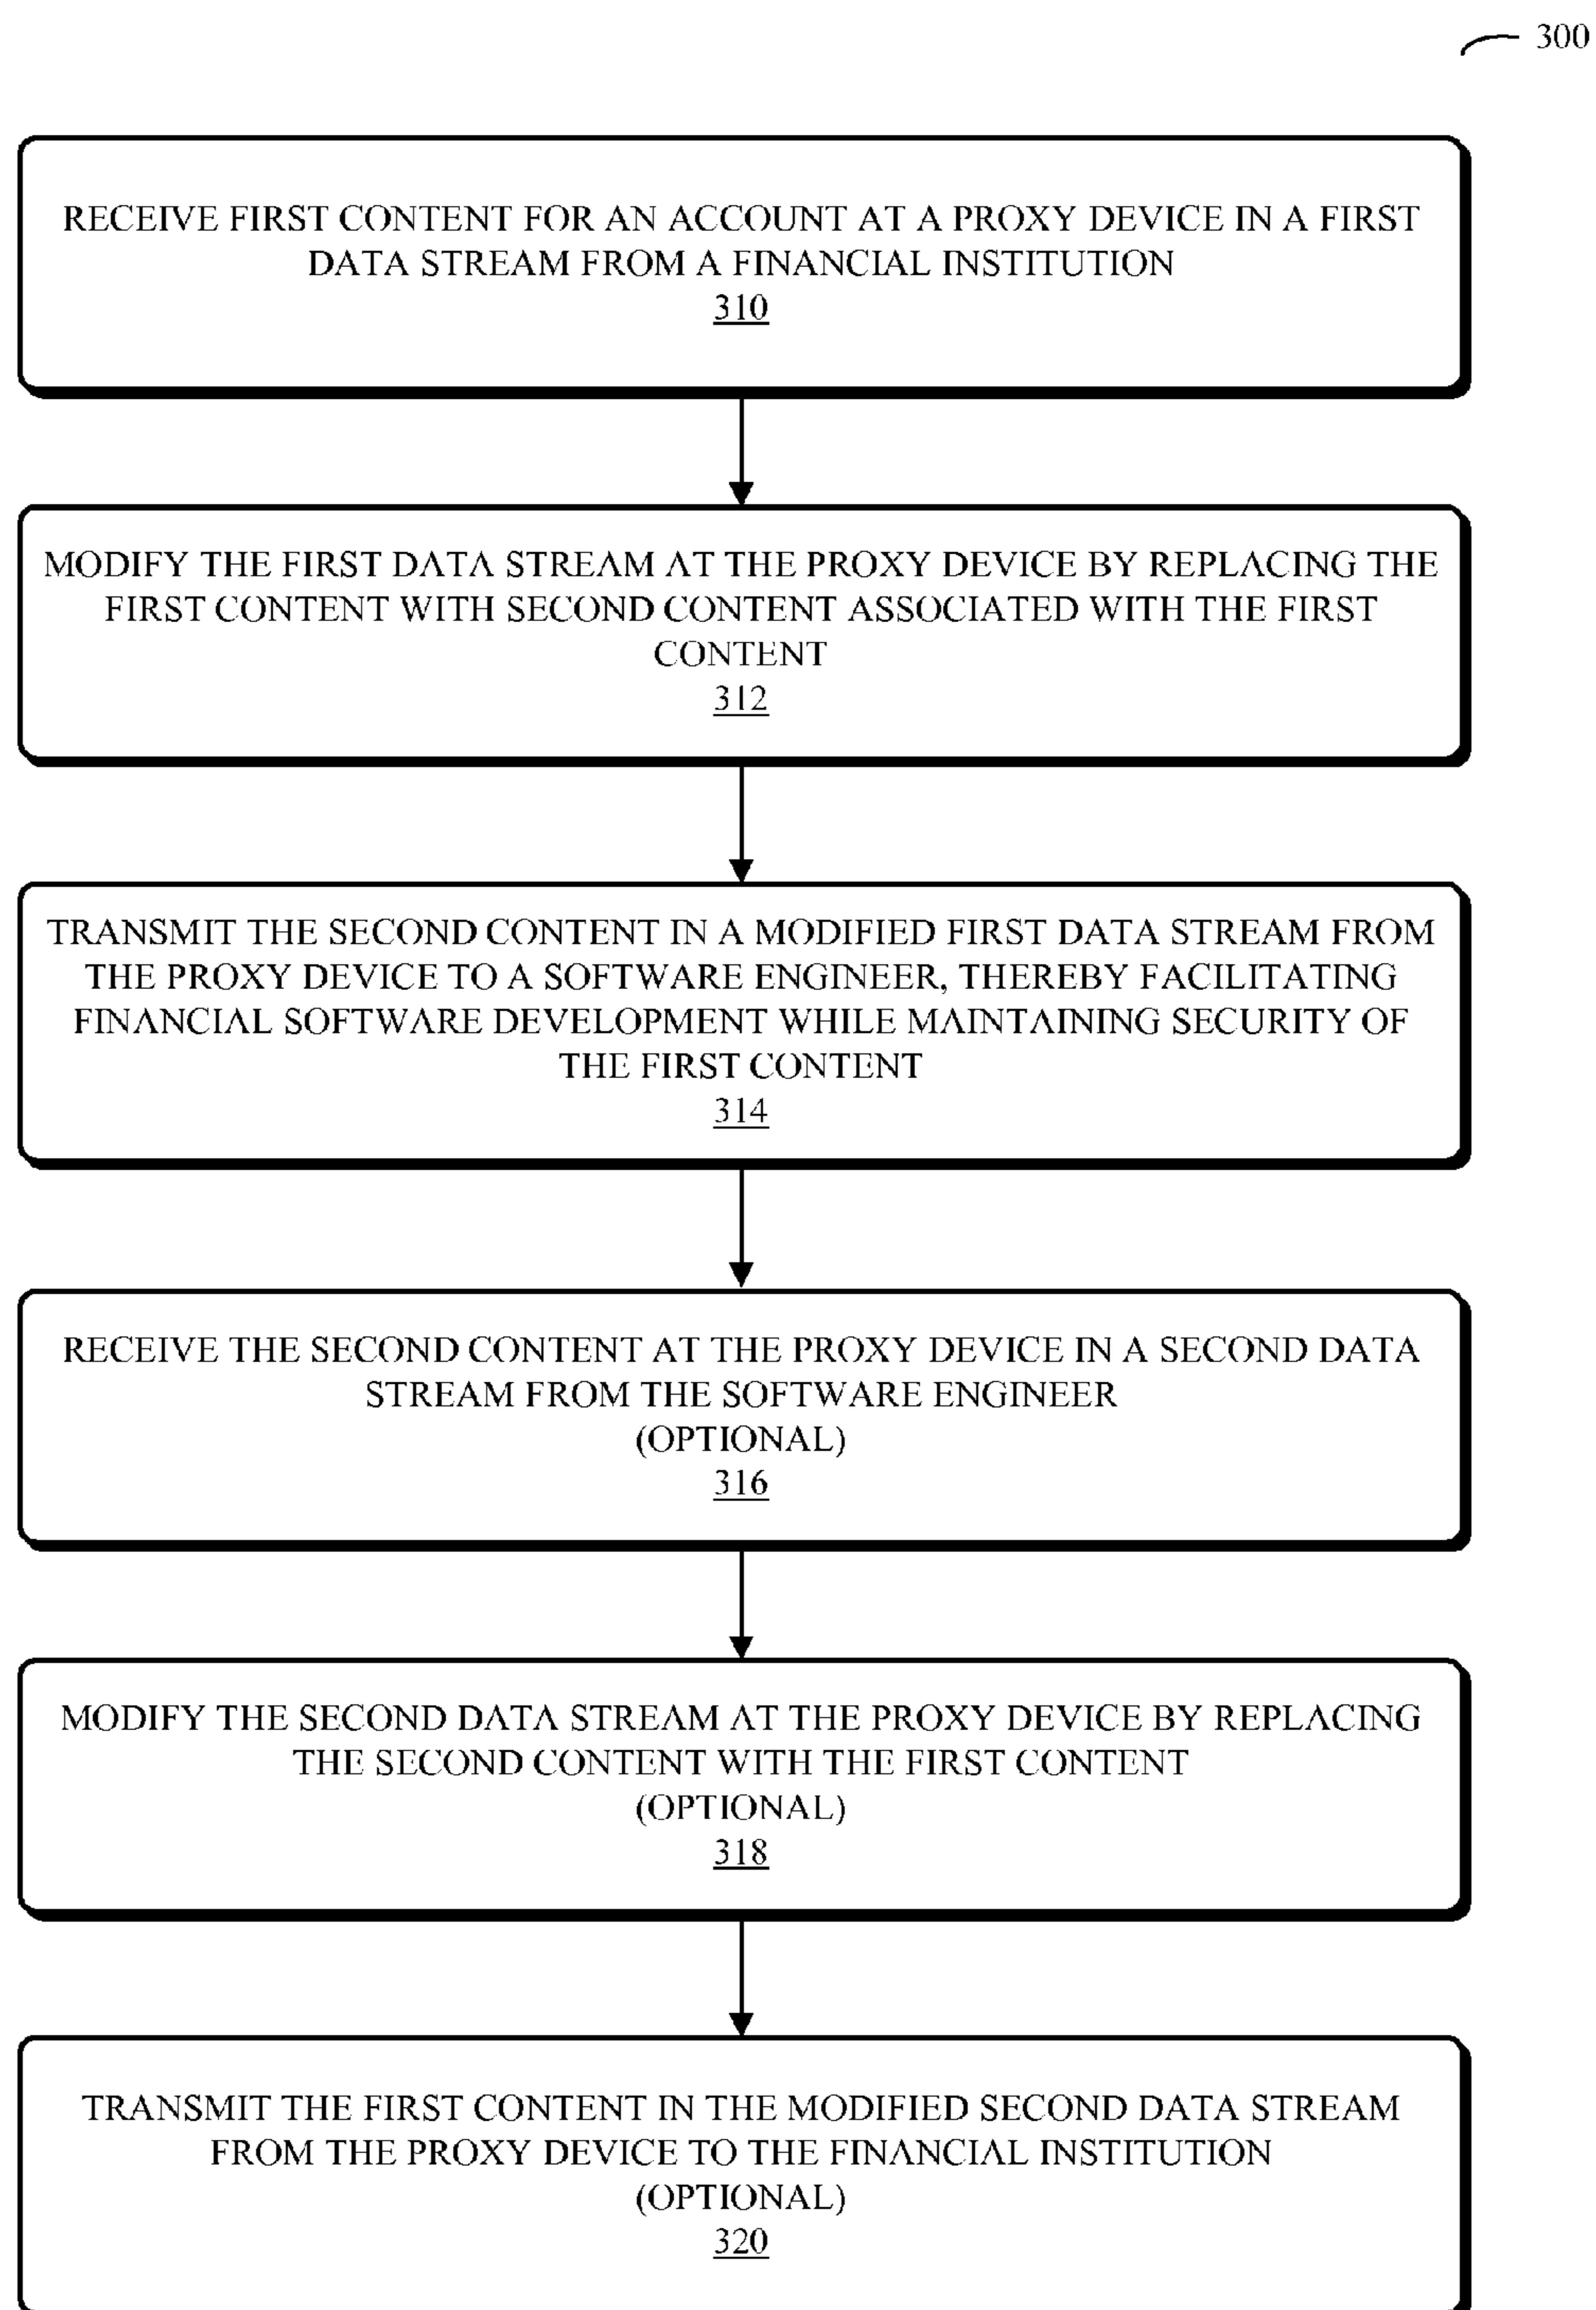 300
RECEIVE FIRST CONTENT FOR AN ACCOUNT AT A PROXY DEVICE IN A FIRST
DATA STREAM FROM A FINANCIAL INSTITUTION
310
MODIFY THE FIRST DATA STREAM AT THE PROXY DEVICE BY REPLACING THE
FIRST CONTENT WITH SECOND CONTENT ASSOCIATED WITH THE FIRST
CONTENT
312
TRANSMIT THE SECOND CONTENT IN A MODIFIED FIRST DATA STREAM FROM
THE PROXY DEVICE TO A SOFTWARE ENGINEER, THEREBY FACILITATING
FINANCIAL SOFTWARE DEVELOPMENT WHILE MAINTAINING SECURITY OF
THE FIRST CONTENT
314
RECEIVE THE SECOND CONTENT AT THE PROXY DEVICE IN A SECOND DATA
STREAM FROM THE SOFTWARE ENGINEER
(OPTIONAL)
316
MODIFY THE SECOND DATA STREAM AT THE PROXY DEVICE BY REPLACING
THE SECOND CONTENT WITH THE FIRST CONTENT
(OPTIONAL)
318
TRANSMIT THE FIRST CONTENT IN THE MODIFIED SECOND DATA STREAM
FROM THE PROXY DEVICE TO THE FINANCIAL INSTITUTION
(OPTIONAL)
320